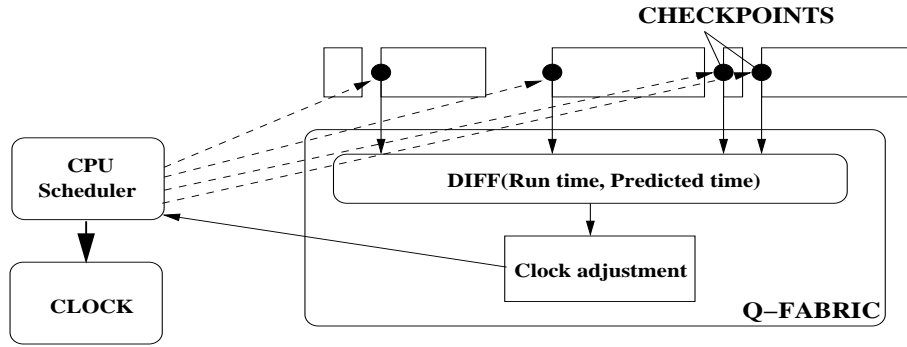 CHECKPOINTS
CPU
Scheduler
DIFF(Run time, Predicted time)
Clock adjustment
CLOCK
Q−FABRIC